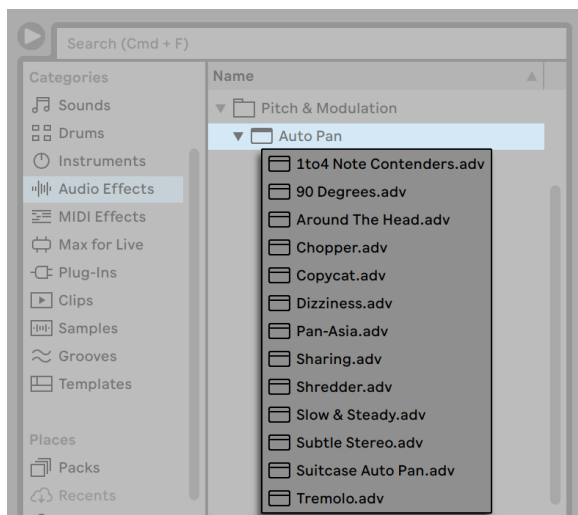 Search (Cmd + F)
Categories
Sounds
Drums
Instruments
Audio Effects
MIDI Effects
Max for Live
Plug-Ins
Clips
Samples
Grooves
Templates
Places
Packs
Recents
Name
Pitch & Modulation
Auto Pan
1to4 Note Contenders.adv
90 Degrees.adv
Around The Head.adv
Chopper.adv
Copycat.adv
Dizziness.adv
Pan-Asia.adv
Sharing.adv
Shredder.adv
Slow & Steady.adv
Subtle Stereo.adv
Suitcase Auto Pan.adv
Tremolo.adv